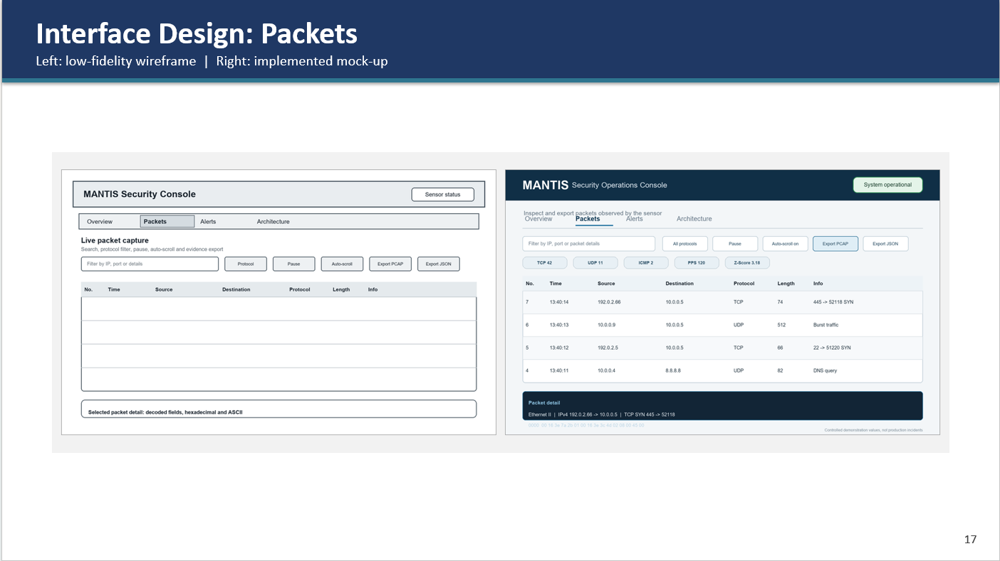 Interface Design: Packets
Left: low-fidelity wireframe | Right: implemented mock-up
MANTIS Security Console
Sensor status
Overview Packets Alerts Architecture
Live packet capture
Search, protocol filter, pause, auto-scroll and evidence export
Filter by IP, port or details Protocol Pause Auto-scroll Export PCAP Export JSON
No. Time Source Destination Protocol Length Info
Selected packet detail: decoded fields, hexadecimal and ASCII
MANTIS Security Operations Console
System operational
Inspect and export packets observed by the sensor
Overview Packets Alerts Architecture
Filter by IP, port or packet details All protocols Pause Auto-scroll on Export PCAP Export JSON
TCP 42 UDP 11 ICMP 2 PPS 120 Z-Score 3.18
No. Time Source Destination Protocol Length Info
7 13:40:14 192.0.2.66 10.0.0.5 TCP 74 445 -> 52118 SYN
6 13:40:13 10.0.0.9 10.0.0.5 UDP 512 Burst traffic
5 13:40:12 192.0.2.5 10.0.0.5 TCP 66 22 -> 51220 SYN
4 13:40:11 10.0.0.4 8.8.8.8 UDP 82 DNS query
Packet detail
Ethernet II | IPv4 192.0.2.66 -> 10.0.0.5 | TCP SYN 445 -> 52118
Controlled demonstration values, not production incidents
17